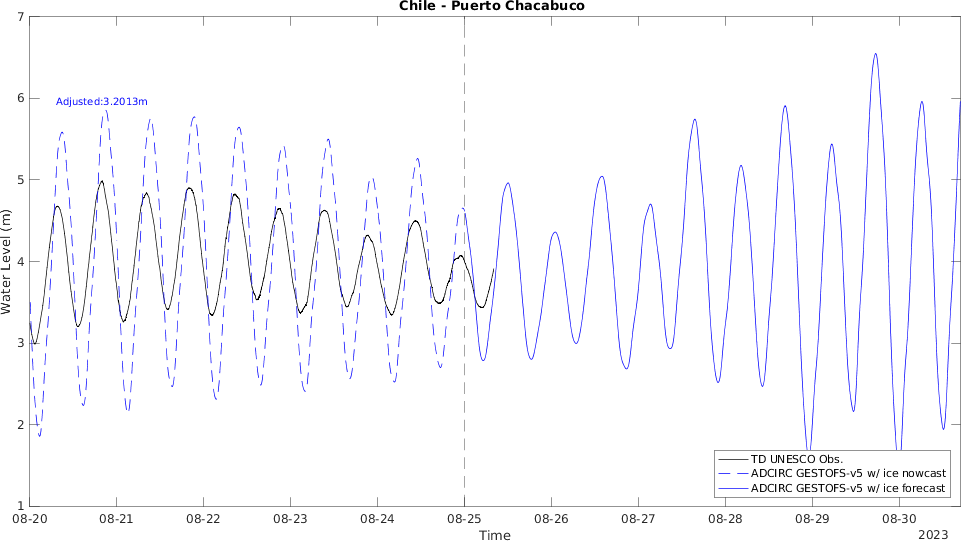 Chile - Puerto Chacabuco
7
6
5
4
3
2
1
Water Level (m)
Adjusted:3.2013m
TD UNESCO Obs.
ADCIRC GESTOFS-v5 w/ ice nowcast
ADCIRC GESTOFS-v5 w/ ice forecast
08-20 08-21 08-22 08-23 08-24 08-25 08-26 08-27 08-28 08-29 08-30
Time
2023